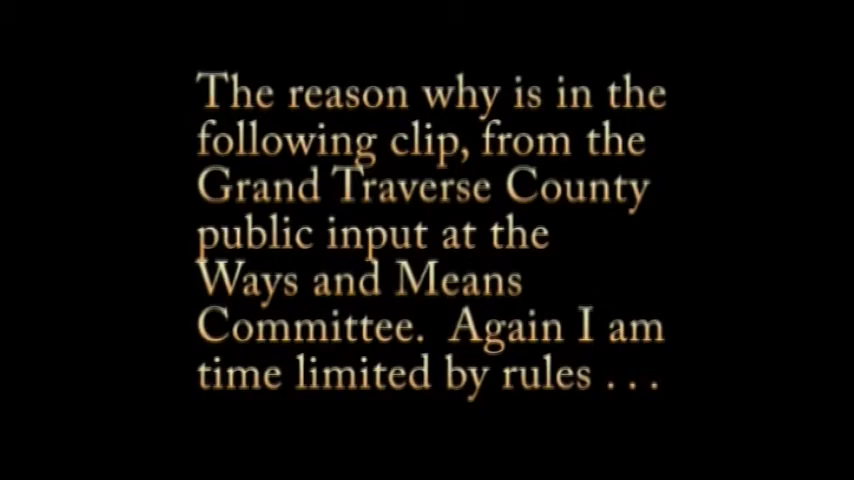 The reason why is in the
following clip, from the
Grand Traverse County
public input at the
Ways and Means
Committee.  Again I am
time limited by rules . . .